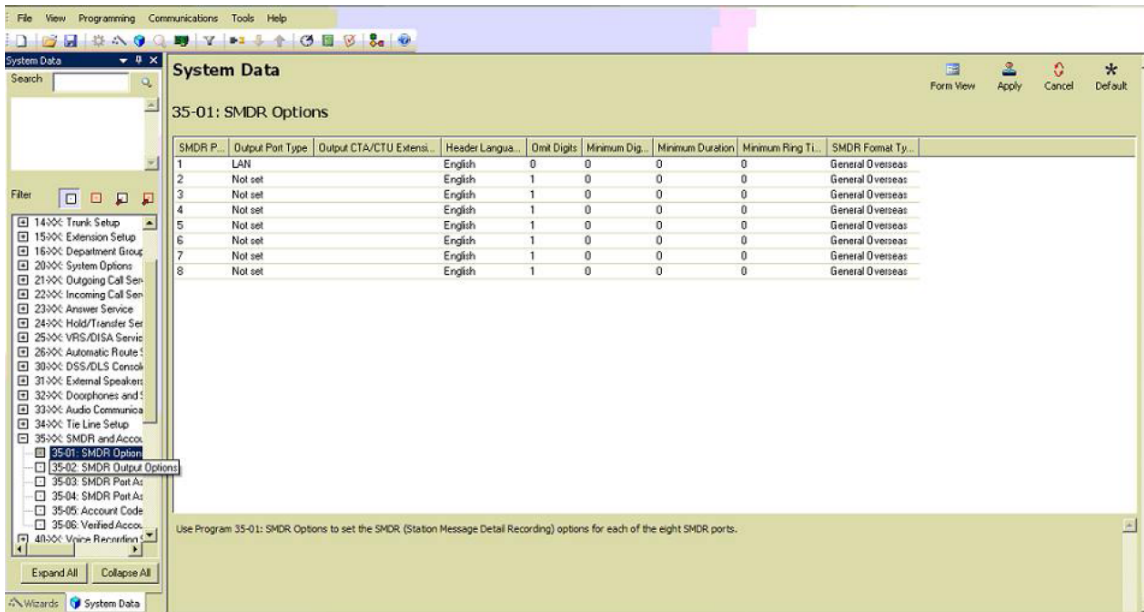 File View Programming Communications Tools Help
System Data
Search
Filter
14-XX: Trunk Setup
15-XX: Extension Setup
16-XX: Department Group
20-XX: System Options
21-XX: Outgoing Call Ser
22-XX: Incoming Call Ser
23-XX: Answer Service
24-XX: Hold/Transfer Ser
25-XX: VRS/DISA Servic
26-XX: Automatic Route S
30-XX: DSS/DLS Consol
31-XX: External Speakers
32-XX: Doorphones and S
33-XX: Audio Communica
34-XX: Tie Line Setup
35-XX: SMDR and Accou
35-01: SMDR Option
35-02: SMDR Output Options
35-03: SMDR Port As
35-04: SMDR Port As
35-05: Account Code
35-06: Verified Accou
40-XX: Voice Recording S
Expand All Collapse All
Wizards System Data
System Data
Form View Apply Cancel Default
35-01: SMDR Options
SMDR P... Output Port Type Output CTA/CTU Extensi... Header Langua... Omit Digits Minimum Dig... Minimum Duration Minimum Ring Ti... SMDR Format Ty...
1 LAN English 0 0 0 0 General Overseas
2 Not set English 1 0 0 0 General Overseas
3 Not set English 1 0 0 0 General Overseas
4 Not set English 1 0 0 0 General Overseas
5 Not set English 1 0 0 0 General Overseas
6 Not set English 1 0 0 0 General Overseas
7 Not set English 1 0 0 0 General Overseas
8 Not set English 1 0 0 0 General Overseas
Use Program 35-01: SMDR Options to set the SMDR (Station Message Detail Recording) options for each of the eight SMDR ports.